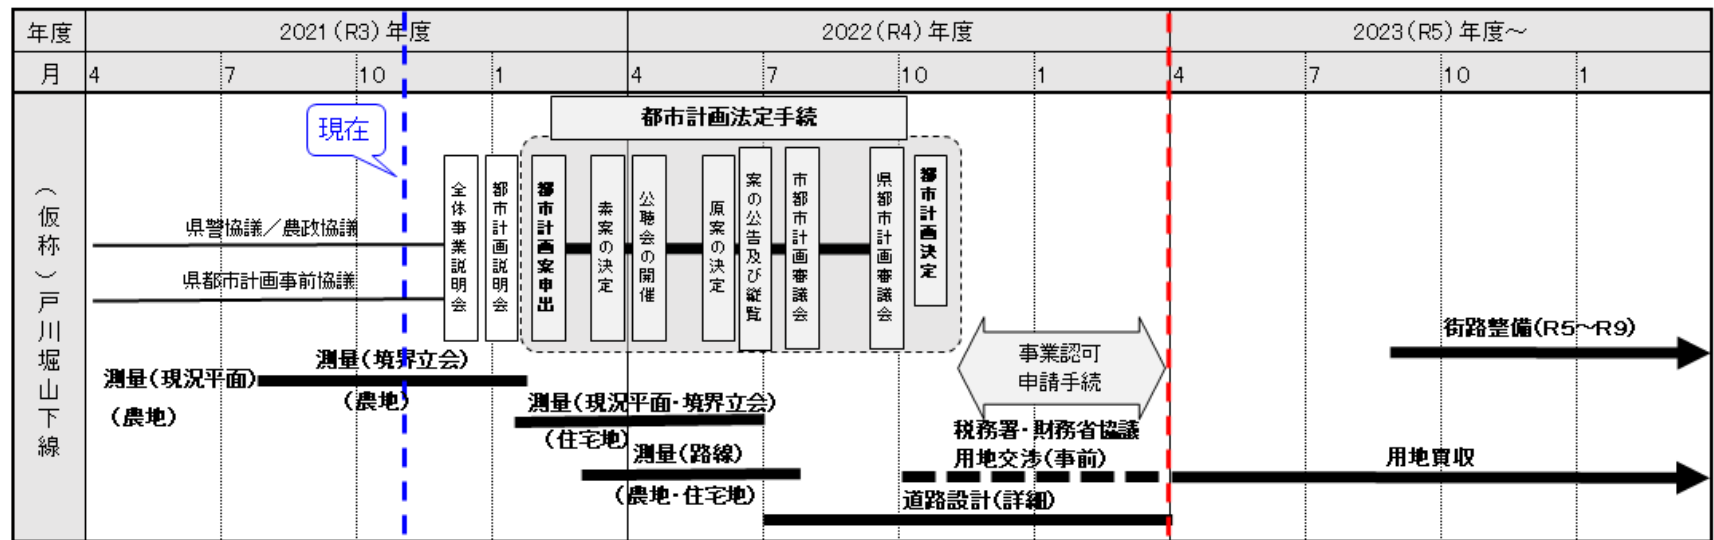 年度 2021(R3)年度 2022(R4)年度 2023(R5)年度～
月 4 7 10 1 4 7 10 1 4 7 10 1
現在
都市計画法定手続
(仮称)戸川堀山下線
県警協議／農政協議
県都市計画事前協議
全体事業説明会
都市計画説明会
都市計画案申出
素案の決定
公聴会の開催
原案の決定
案の公告及び縦覧
市都市計画審議会
県都市計画審議会
都市計画決定
事業認可
申請手続
街路整備(R5～R9)
測量(現況平面)
(農地)
測量(境界立会)
(農地)
測量(現況平面・境界立会)
(住宅地)
測量(路線)
(農地・住宅地)
税務署・財務省協議
用地交渉(事前)
道路設計(詳細)
用地買収